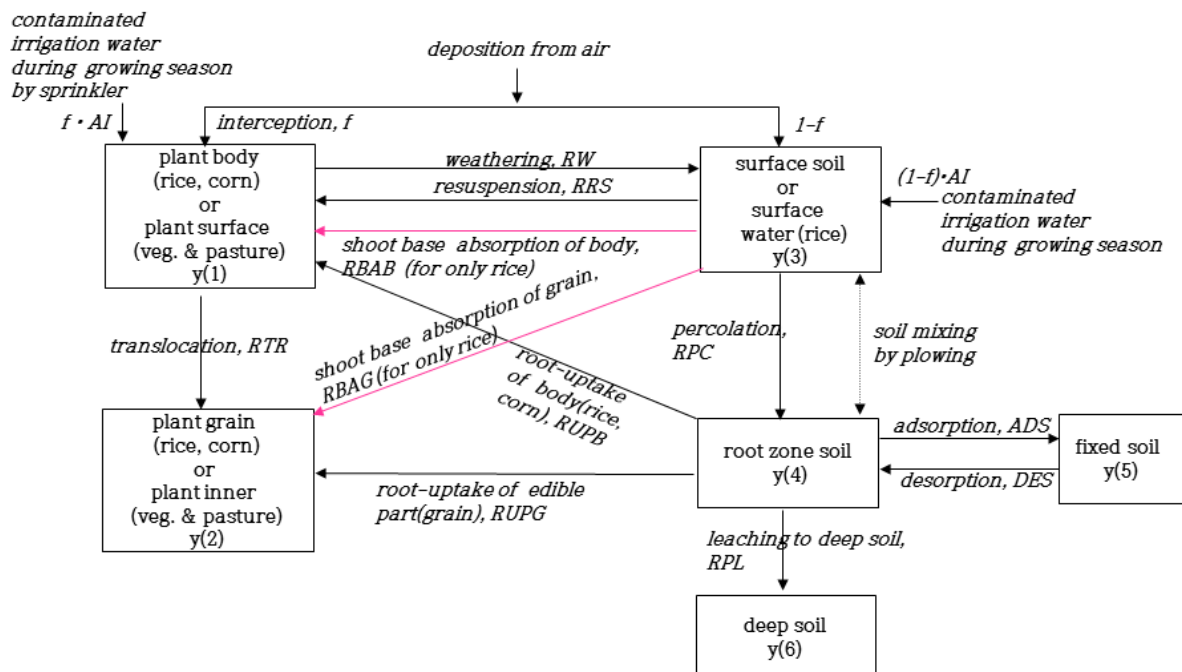 contaminated
irrigation water
during growing season
by sprinkler
deposition from air
f・AI
interception, f
1-f
plant body
(rice, corn)
or
plant surface
(veg. & pasture)
y(1)
weathering, RW
resuspension, RRS
surface soil
or
surface
water (rice)
y(3)
(1-f)・AI
contaminated
irrigation water
during growing season
shoot base absorption of body,
RBAB (for only rice)
shoot base absorption of grain,
RBAG (for only rice)
translocation, RTR
root-uptake
of body(rice,
corn), RUPB
percolation,
RPC
soil mixing
by plowing
plant grain
(rice, corn)
or
plant inner
(veg. & pasture)
y(2)
root-uptake of edible
part(grain), RUPG
root zone soil
y(4)
adsorption, ADS
desorption, DES
fixed soil
y(5)
leaching to deep soil,
RPL
deep soil
y(6)